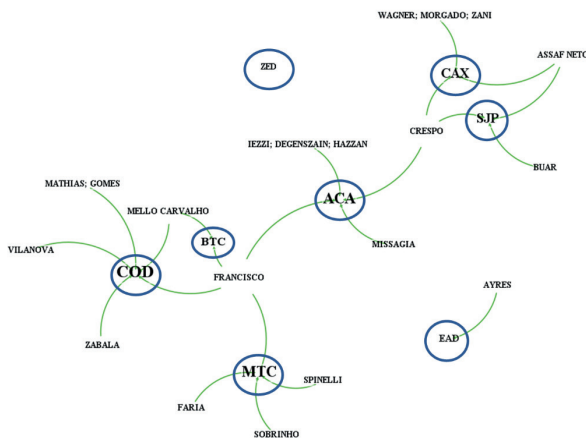 WAGNER; MORGADO; ZANI
ASSAF NETO
ZED
CAX
SJP
CRESPO
IEZZI; DEGENSZAIN; HAZZAN
BUAR
MATHIAS; GOMES
ACA
MELLO CARVALHO
BTC
MISSAGIA
VILANOVA
COD
FRANCISCO
AYRES
EAD
ZABALA
MTC
SPINELLI
FARIA
SOBRINHO